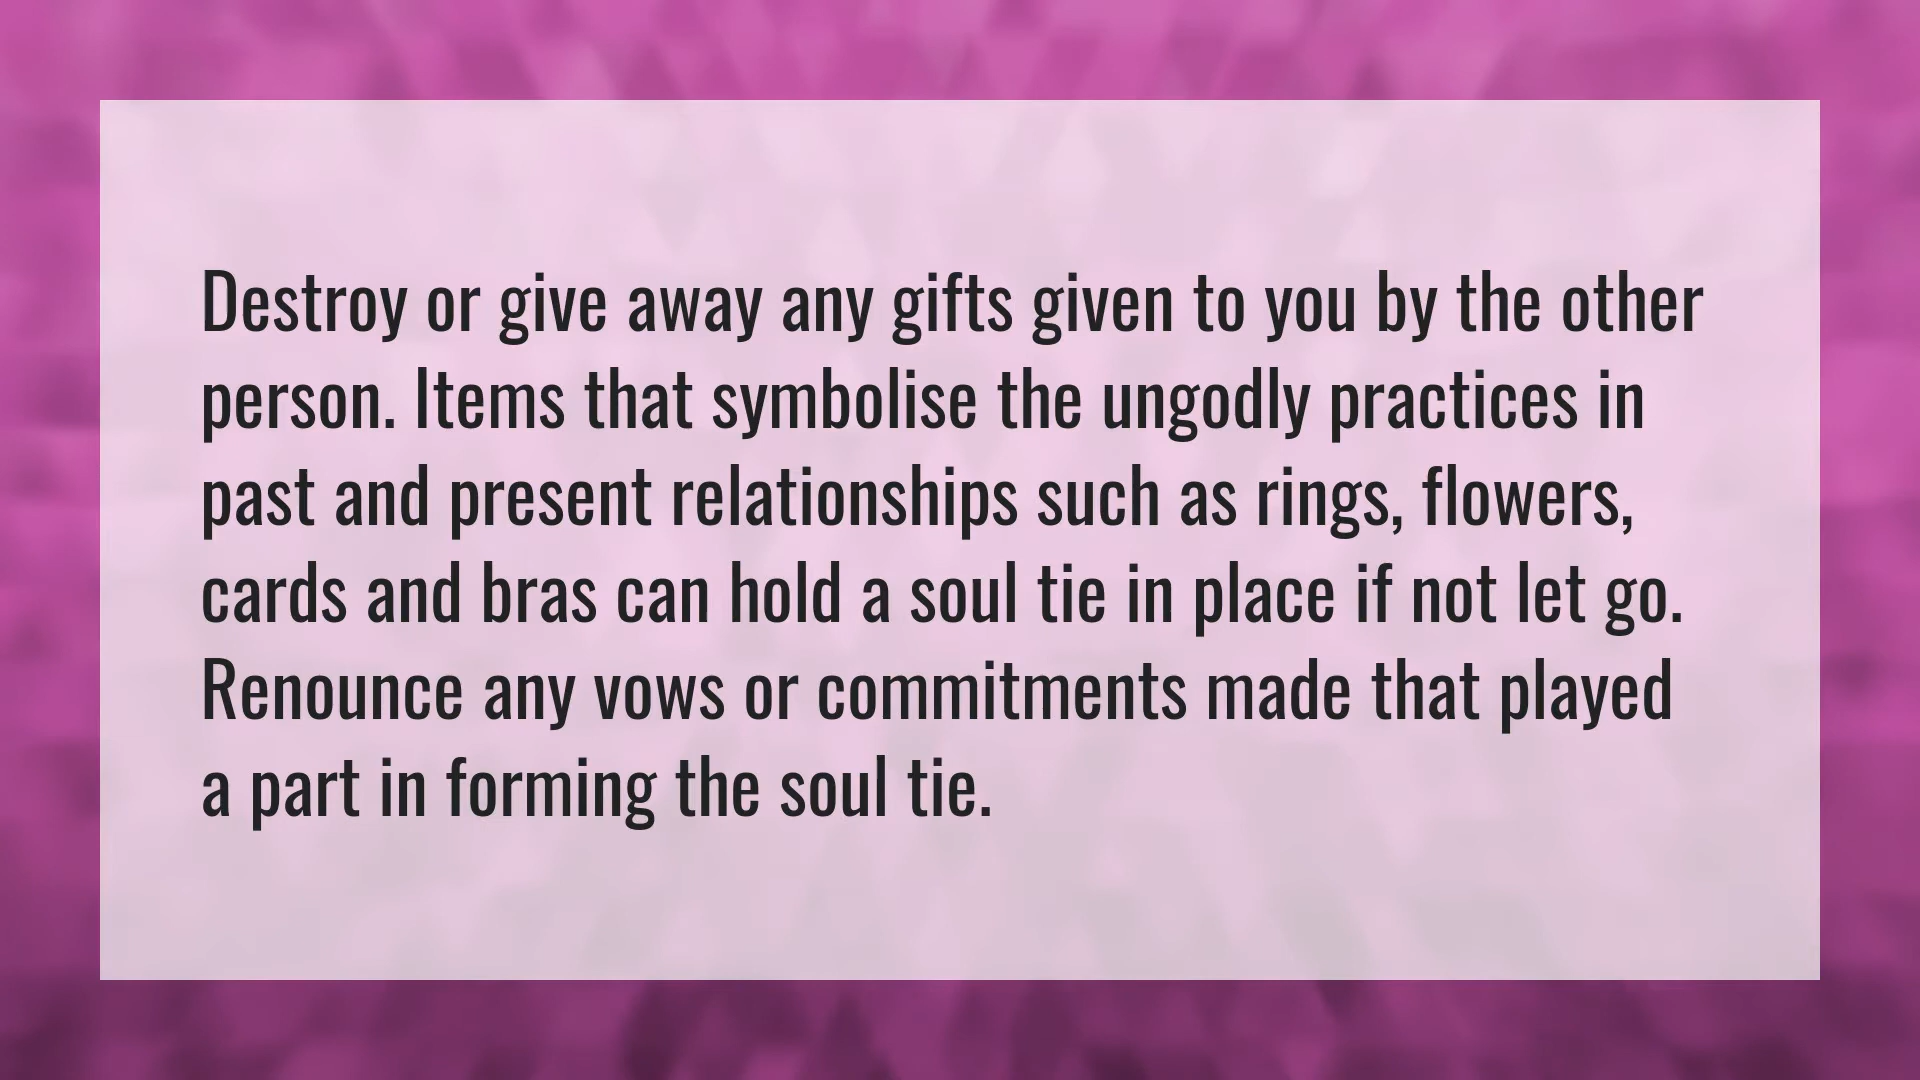 Destroy or give away any gifts given to you by the other
person. Items that symbolise the ungodly practices in
past and present relationships such as rings, flowers,
cards and bras can hold a soul tie in place if not let go.
Renounce any vows or commitments made that played
a part in forming the soul tie.